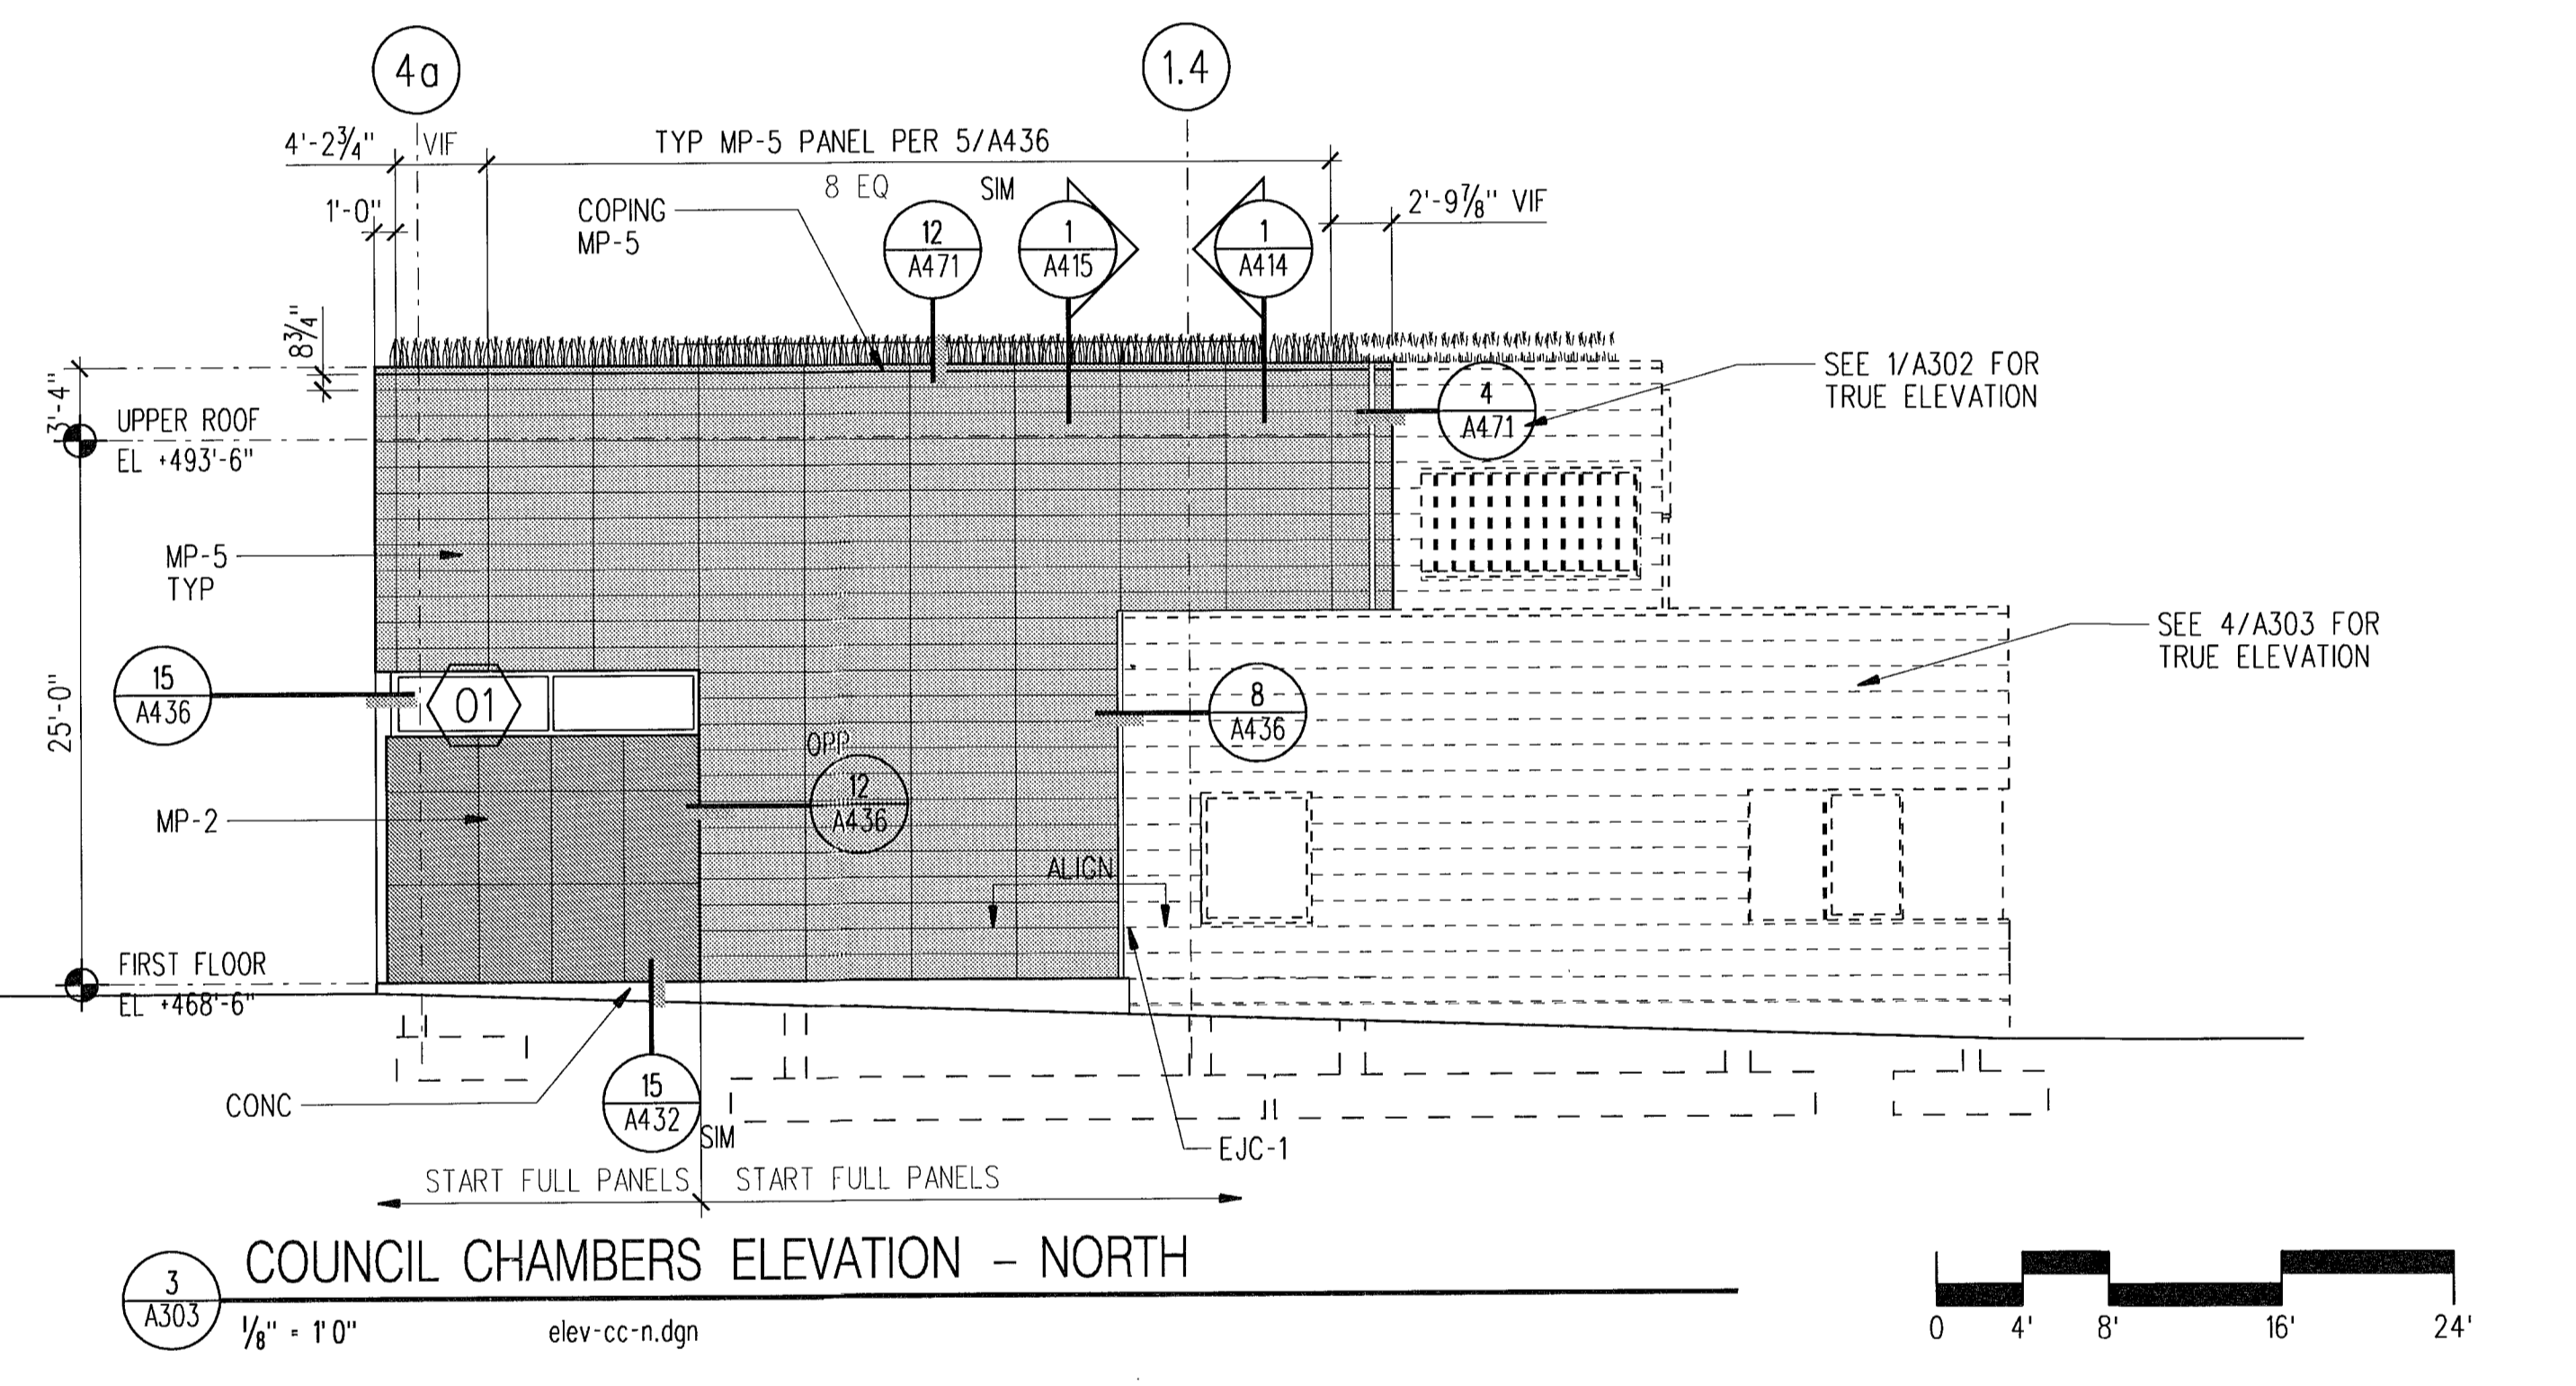 4a
1.4
4'-2¾"
VIF
TYP MP-5 PANEL PER 5/A436
8 EQ
SIM
1'-0"
COPING
MP-5
12
A471
1
A415
1
A414
2'-9⅞" VIF
8¾"
3'-4"
SEE 1/A302 FOR
TRUE ELEVATION
4
A471
UPPER ROOF
EL +493'-6"
MP-5
TYP
SEE 4/A303 FOR
TRUE ELEVATION
15
A436
01
8
A436
25'-0"
OPP
12
A436
MP-2
ALIGN
FIRST FLOOR
EL +468'-6"
CONC
15
A432
SIM
EJC-1
START FULL PANELS
START FULL PANELS
3
A303
COUNCIL CHAMBERS ELEVATION - NORTH
⅛" = 1'0"
elev-cc-n.dgn
0 4' 8' 16' 24'